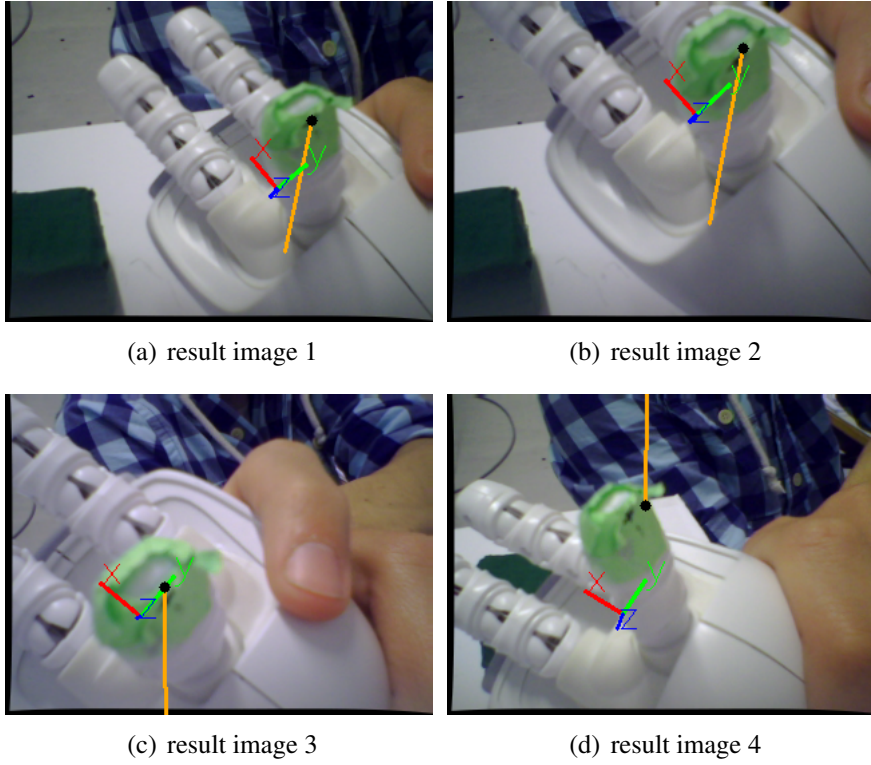 X
y
Z
X
y
Z
(a) result image 1
(b) result image 2
X
y
Z
X
y
Z
(c) result image 3
(d) result image 4